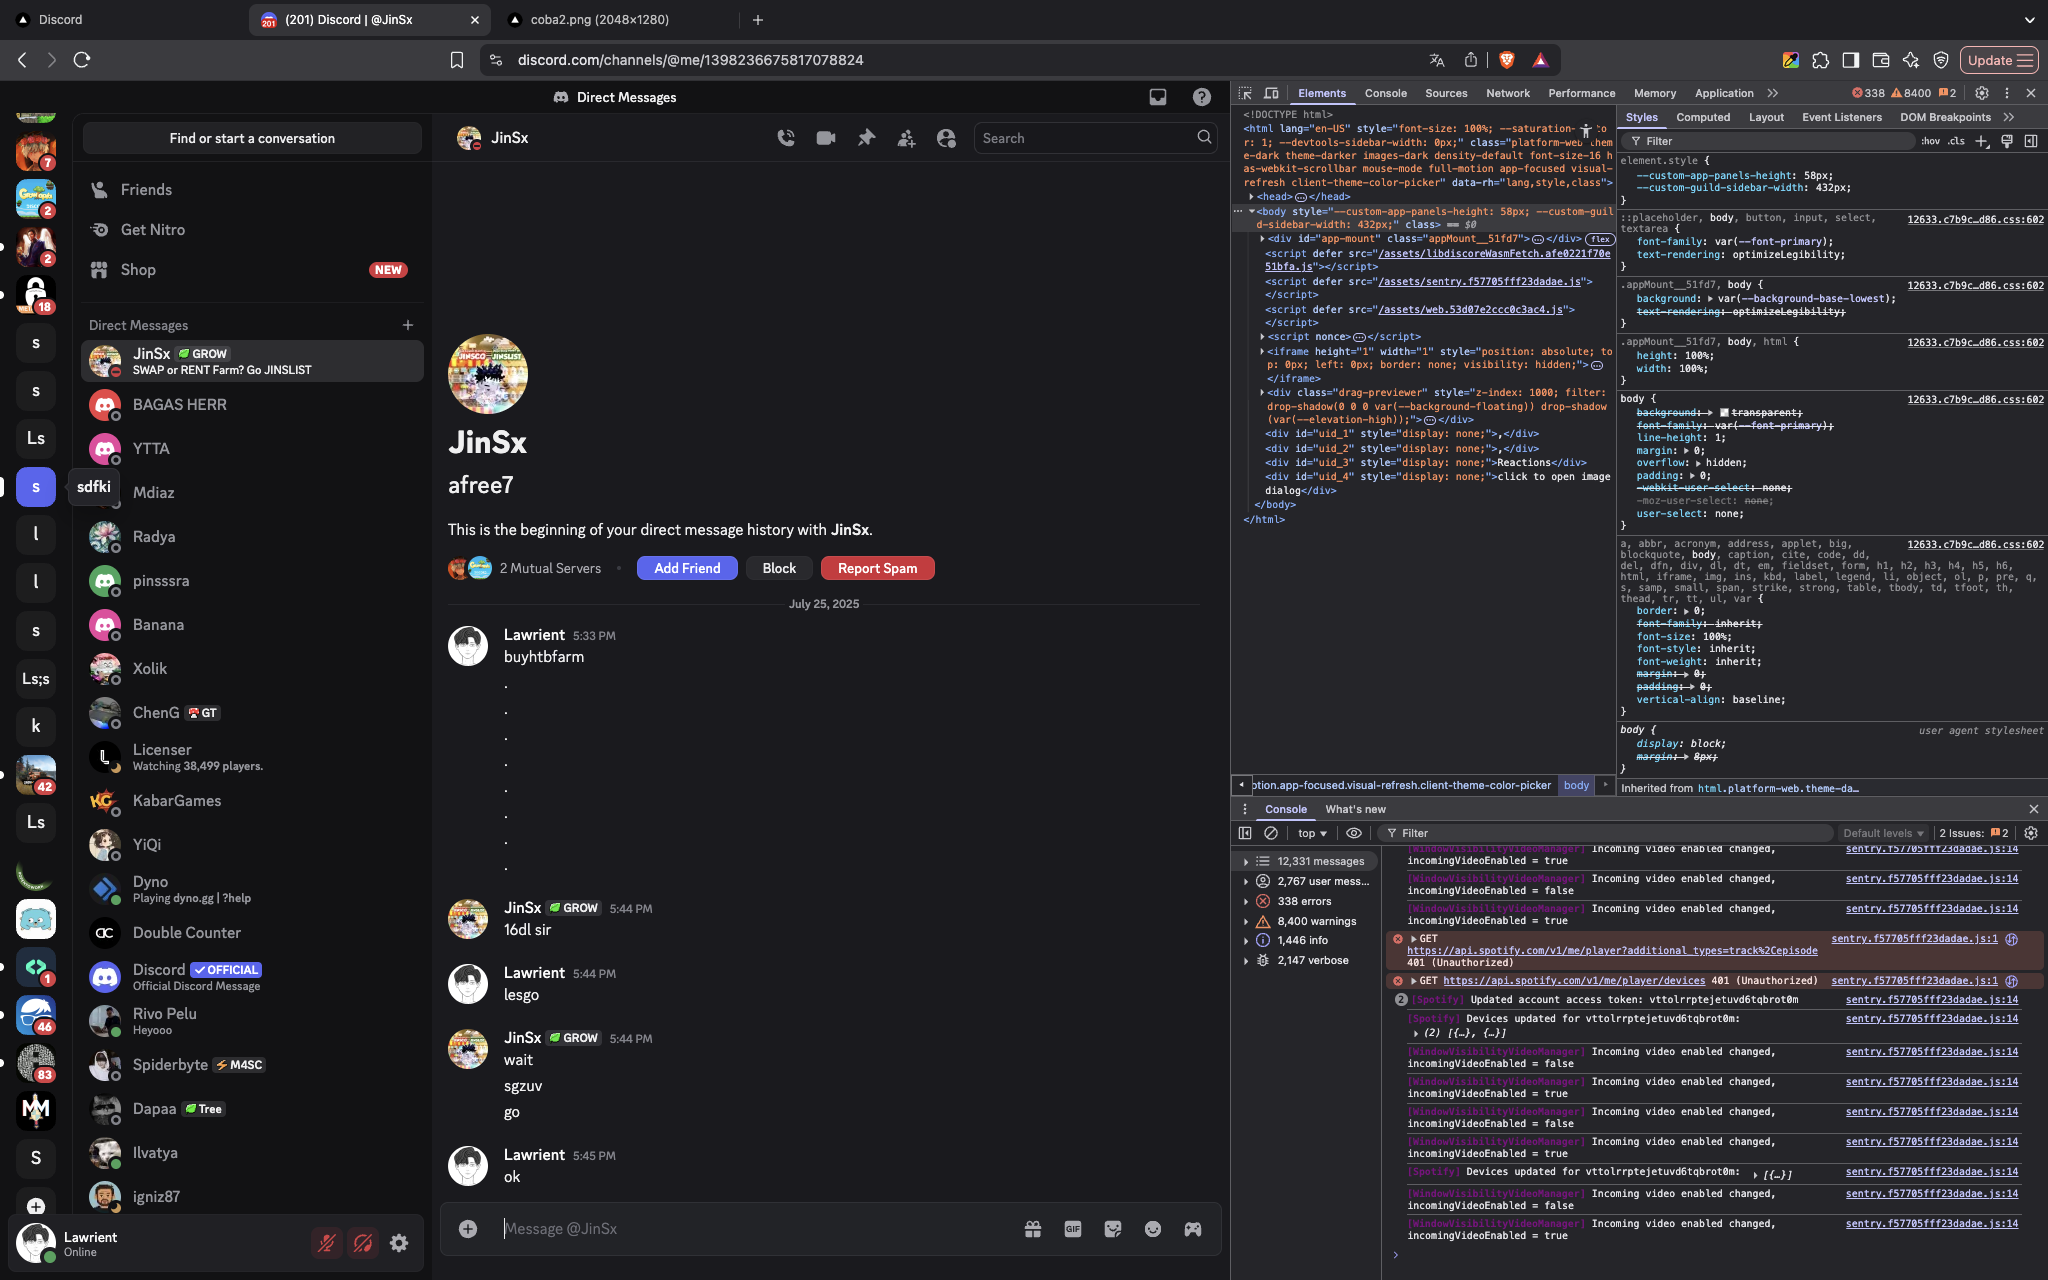 Discord
(201) Discord | @JinSx
coba2.png (2048×1280)
discord.com/channels/@me/1398236675817078824
Update
Direct Messages
7
2
2
18
s
s
Ls
s
l
l
s
Ls;s
k
42
Ls
1
46
83
S
sdfki
Find or start a conversation
Friends
Get Nitro
Shop
NEW
Direct Messages
JinSx GROW
SWAP or RENT Farm? Go JINSLIST
BAGAS HERR
YTTA
Mdiaz
Radya
pinsssra
Banana
Xolik
ChenG GT
Licenser
Watching 38,499 players.
KabarGames
YiQi
Dyno
Playing dyno.gg | ?help
Double Counter
Discord OFFICIAL
Official Discord Message
Rivo Pelu
Heyooo
Spiderbyte M4SC
Dapaa Tree
Ilvatya
igniz87
Lawrient
Online
JinSx
Search
JinSx
afree7
This is the beginning of your direct message history with JinSx.
2 Mutual Servers
Add Friend
Block
Report Spam
July 25, 2025
Lawrient 5:33 PM
buyhtbfarm
.
.
.
.
.
.
.
.
JinSx GROW 5:44 PM
16dl sir
Lawrient 5:44 PM
lesgo
JinSx GROW 5:44 PM
wait
sgzuv
go
Lawrient 5:45 PM
ok
Message @JinSx
GIF
Elements Console Sources Network Performance Memory Application
338 8400 2
<!DOCTYPE html>
<html lang="en-US" style="font-size: 100%; --saturation-
r: 1; --devtools-sidebar-width: 0px;" class="platform-web
me-dark theme-darker images-dark density-default font-size-16 h
as-webkit-scrollbar mouse-mode full-motion app-focused visual-
refresh client-theme-color-picker" data-rh="lang,style,class">
<head>…</head>
<body style="--custom-app-panels-height: 58px; --custom-guil
d-sidebar-width: 432px;" class> == $0
<div id="app-mount" class="appMount__51fd7">…</div> flex
<script defer src="/assets/libdiscoreWasmFetch.afe0221f70e
51bfa.js"></script>
<script defer src="/assets/sentry.f57705fff23dadae.js">
</script>
<script defer src="/assets/web.53d07e2ccc0c3ac4.js">
</script>
<script nonce>…</script>
<iframe height="1" width="1" style="position: absolute; to
p: 0px; left: 0px; border: none; visibility: hidden;">…
</iframe>
<div class="drag-previewer" style="z-index: 1000; filter:
drop-shadow(0 0 0 var(--background-floating)) drop-shadow
(var(--elevation-high));">…</div>
<div id="uid_1" style="display: none;">,</div>
<div id="uid_2" style="display: none;">,</div>
<div id="uid_3" style="display: none;">Reactions</div>
<div id="uid_4" style="display: none;">click to open image
dialog</div>
</body>
</html>
otion.app-focused.visual-refresh.client-theme-color-picker body
Styles Computed Layout Event Listeners DOM Breakpoints
Filter
:hov .cls
element.style {
--custom-app-panels-height: 58px;
--custom-guild-sidebar-width: 432px;
}
::placeholder, body, button, input, select, 12633.c7b9c…d86.css:602
textarea {
font-family: var(--font-primary);
text-rendering: optimizeLegibility;
}
.appMount__51fd7, body { 12633.c7b9c…d86.css:602
background: var(--background-base-lowest);
text-rendering: optimizeLegibility;
}
.appMount__51fd7, body, html { 12633.c7b9c…d86.css:602
height: 100%;
width: 100%;
}
body { 12633.c7b9c…d86.css:602
background: transparent;
font-family: var(--font-primary);
line-height: 1;
margin: 0;
overflow: hidden;
padding: 0;
-webkit-user-select: none;
-moz-user-select: none;
user-select: none;
}
a, abbr, acronym, address, applet, big, 12633.c7b9c…d86.css:602
blockquote, body, caption, cite, code, dd,
del, dfn, div, dl, dt, em, fieldset, form, h1, h2, h3, h4, h5, h6,
html, iframe, img, ins, kbd, label, legend, li, object, ol, p, pre, q,
s, samp, small, span, strike, strong, table, tbody, td, tfoot, th,
thead, tr, tt, ul, var {
border: 0;
font-family: inherit;
font-size: 100%;
font-style: inherit;
font-weight: inherit;
margin: 0;
padding: 0;
vertical-align: baseline;
}
body { user agent stylesheet
display: block;
margin: 8px;
}
Inherited from html.platform-web.theme-da…
Console What's new
top Filter Default levels 2 Issues: 2
12,331 messages
2,767 user mess...
338 errors
8,400 warnings
1,446 info
2,147 verbose
[WindowVisibilityVideoManager] Incoming video enabled changed, sentry.f57705fff23dadae.js:14
incomingVideoEnabled = true
[WindowVisibilityVideoManager] Incoming video enabled changed, sentry.f57705fff23dadae.js:14
incomingVideoEnabled = false
[WindowVisibilityVideoManager] Incoming video enabled changed, sentry.f57705fff23dadae.js:14
incomingVideoEnabled = true
GET sentry.f57705fff23dadae.js:1
https://api.spotify.com/v1/me/player?additional_types=track%2Cepisode
401 (Unauthorized)
GET https://api.spotify.com/v1/me/player/devices 401 (Unauthorized) sentry.f57705fff23dadae.js:1
2 [Spotify] Updated account access token: vttolrrptejetuvd6tqbrot0m sentry.f57705fff23dadae.js:14
[Spotify] Devices updated for vttolrrptejetuvd6tqbrot0m: sentry.f57705fff23dadae.js:14
(2) [{…}, {…}]
[WindowVisibilityVideoManager] Incoming video enabled changed, sentry.f57705fff23dadae.js:14
incomingVideoEnabled = false
[WindowVisibilityVideoManager] Incoming video enabled changed, sentry.f57705fff23dadae.js:14
incomingVideoEnabled = true
[WindowVisibilityVideoManager] Incoming video enabled changed, sentry.f57705fff23dadae.js:14
incomingVideoEnabled = false
[WindowVisibilityVideoManager] Incoming video enabled changed, sentry.f57705fff23dadae.js:14
incomingVideoEnabled = true
[Spotify] Devices updated for vttolrrptejetuvd6tqbrot0m: [{…}] sentry.f57705fff23dadae.js:14
[WindowVisibilityVideoManager] Incoming video enabled changed, sentry.f57705fff23dadae.js:14
incomingVideoEnabled = false
[WindowVisibilityVideoManager] Incoming video enabled changed, sentry.f57705fff23dadae.js:14
incomingVideoEnabled = true